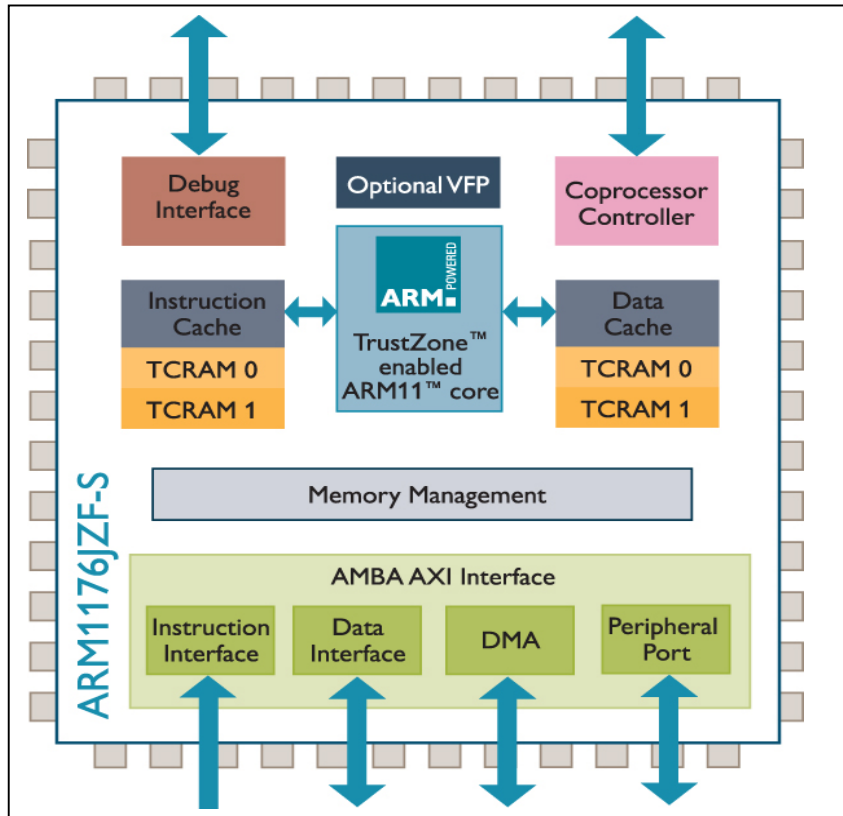 Debug
Interface
Optional VFP
Coprocessor
Controller
ARM POWERED
Instruction
Cache
TCRAM 0
TCRAM 1
TrustZone™
enabled
ARM11™ core
Data
Cache
TCRAM 0
TCRAM 1
ARM1176JZF-S
Memory Management
AMBA AXI Interface
Instruction
Interface
Data
Interface
DMA
Peripheral
Port